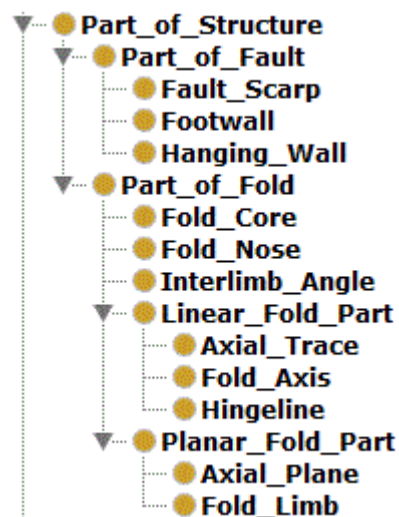 Part_of_Structure
Part_of_Fault
Fault_Scarp
Footwall
Hanging_Wall
Part_of_Fold
Fold_Core
Fold_Nose
Interlimb_Angle
Linear_Fold_Part
Axial_Trace
Fold_Axis
Hingeline
Planar_Fold_Part
Axial_Plane
Fold_Limb